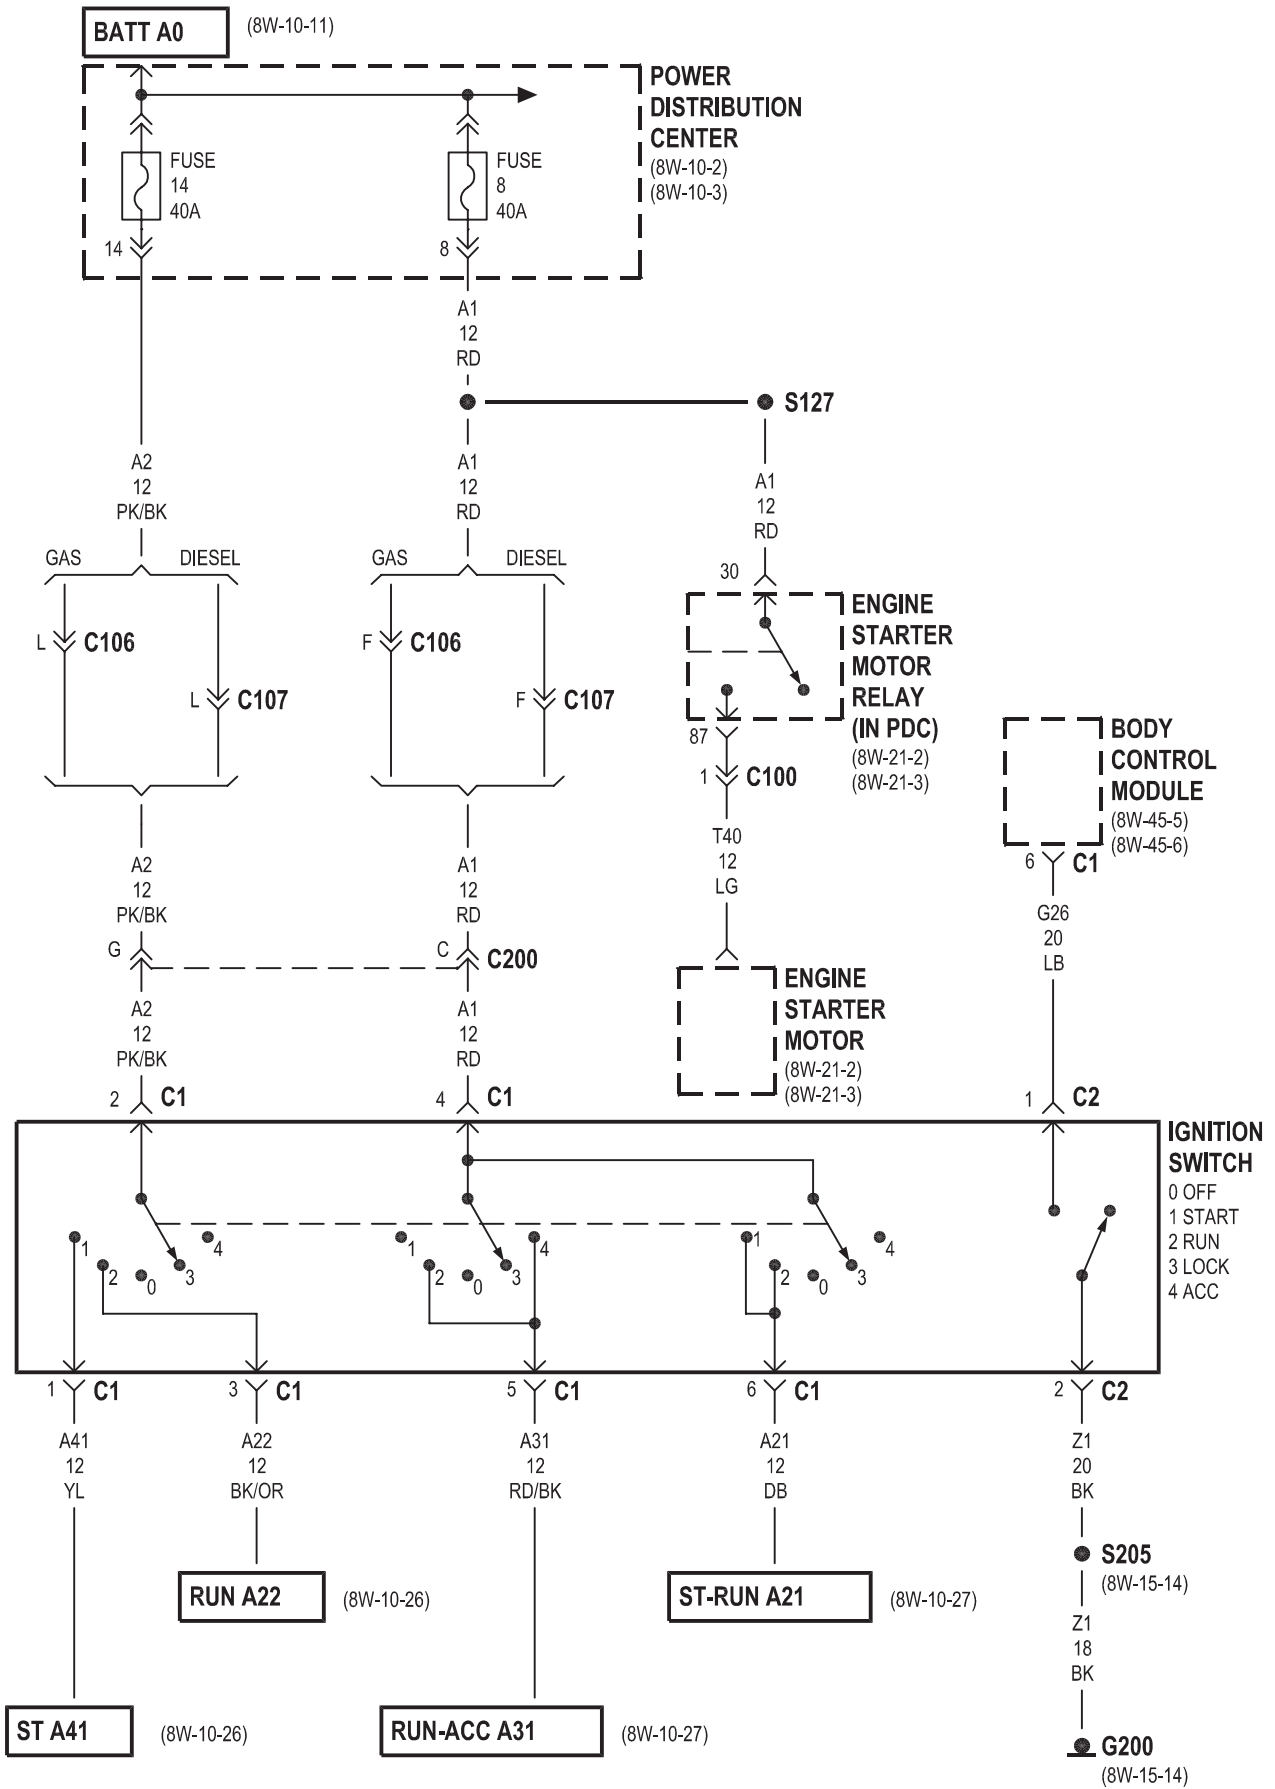 BATT A0
(8W-10-11)
POWER
DISTRIBUTION
CENTER
(8W-10-2)
(8W-10-3)
FUSE
14
40A
FUSE
8
40A
14
8
A1
12
RD
S127
A2
12
PK/BK
A1
12
RD
A1
12
RD
GAS
DIESEL
GAS
DIESEL
30
L
C106
L
C107
F
C106
F
C107
ENGINE
STARTER
MOTOR
RELAY
(IN PDC)
(8W-21-2)
(8W-21-3)
87
1
C100
BODY
CONTROL
MODULE
(8W-45-5)
(8W-45-6)
6
C1
T40
12
LG
A2
12
PK/BK
A1
12
RD
G26
20
LB
G
C
C200
ENGINE
STARTER
MOTOR
(8W-21-2)
(8W-21-3)
A2
12
PK/BK
A1
12
RD
2
C1
4
C1
1
C2
IGNITION
SWITCH
0 OFF
1 START
2 RUN
3 LOCK
4 ACC
1
2
0
3
4
1
2
0
3
4
1
2
0
3
4
1
C1
3
C1
5
C1
6
C1
2
C2
A41
12
YL
A22
12
BK/OR
A31
12
RD/BK
A21
12
DB
Z1
20
BK
S205
(8W-15-14)
RUN A22
(8W-10-26)
ST-RUN A21
(8W-10-27)
Z1
18
BK
ST A41
(8W-10-26)
RUN-ACC A31
(8W-10-27)
G200
(8W-15-14)